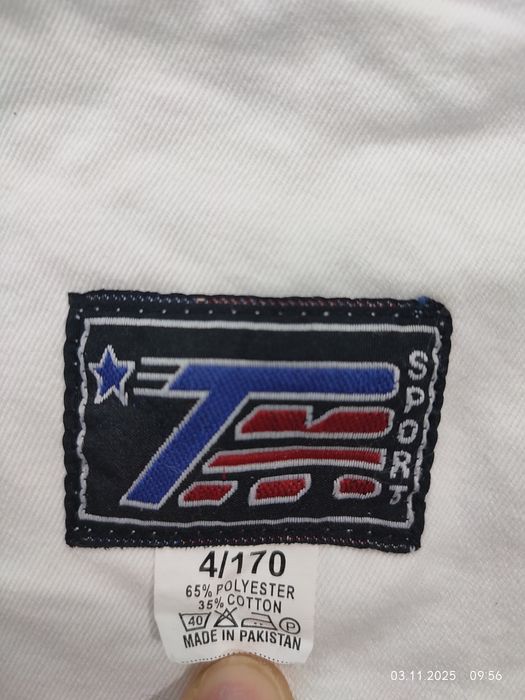 SPORT
4/170
65% POLYESTER
35% COTTON
40 P
MADE IN PAKISTAN
03.11.2025 09:56